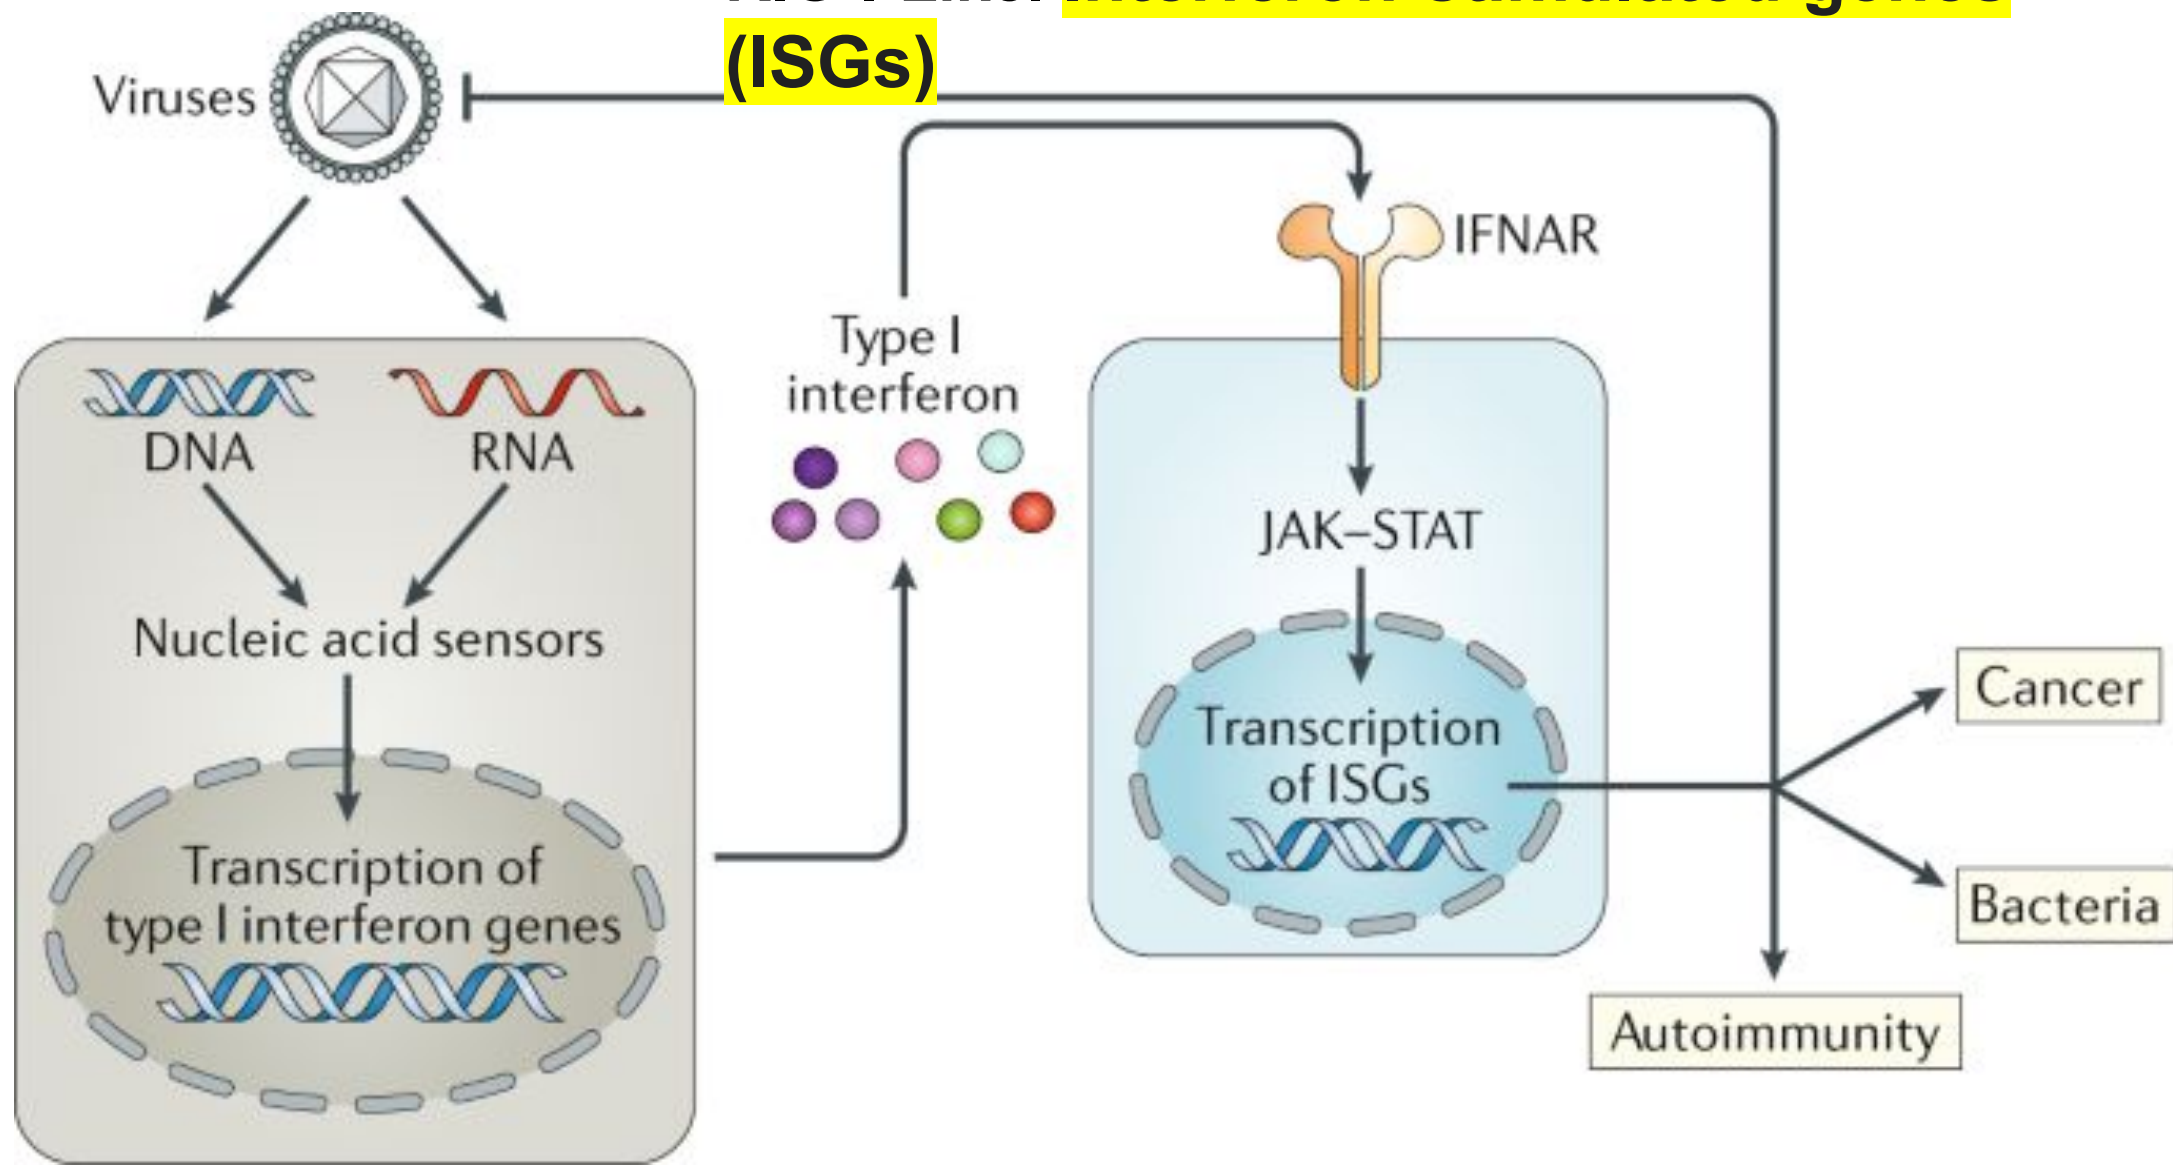 (ISGs)
Viruses
IFNAR
Type I
interferon
DNA
RNA
JAK–STAT
Nucleic acid sensors
Transcription
of ISGs
Transcription of
type I interferon genes
Cancer
Bacteria
Autoimmunity